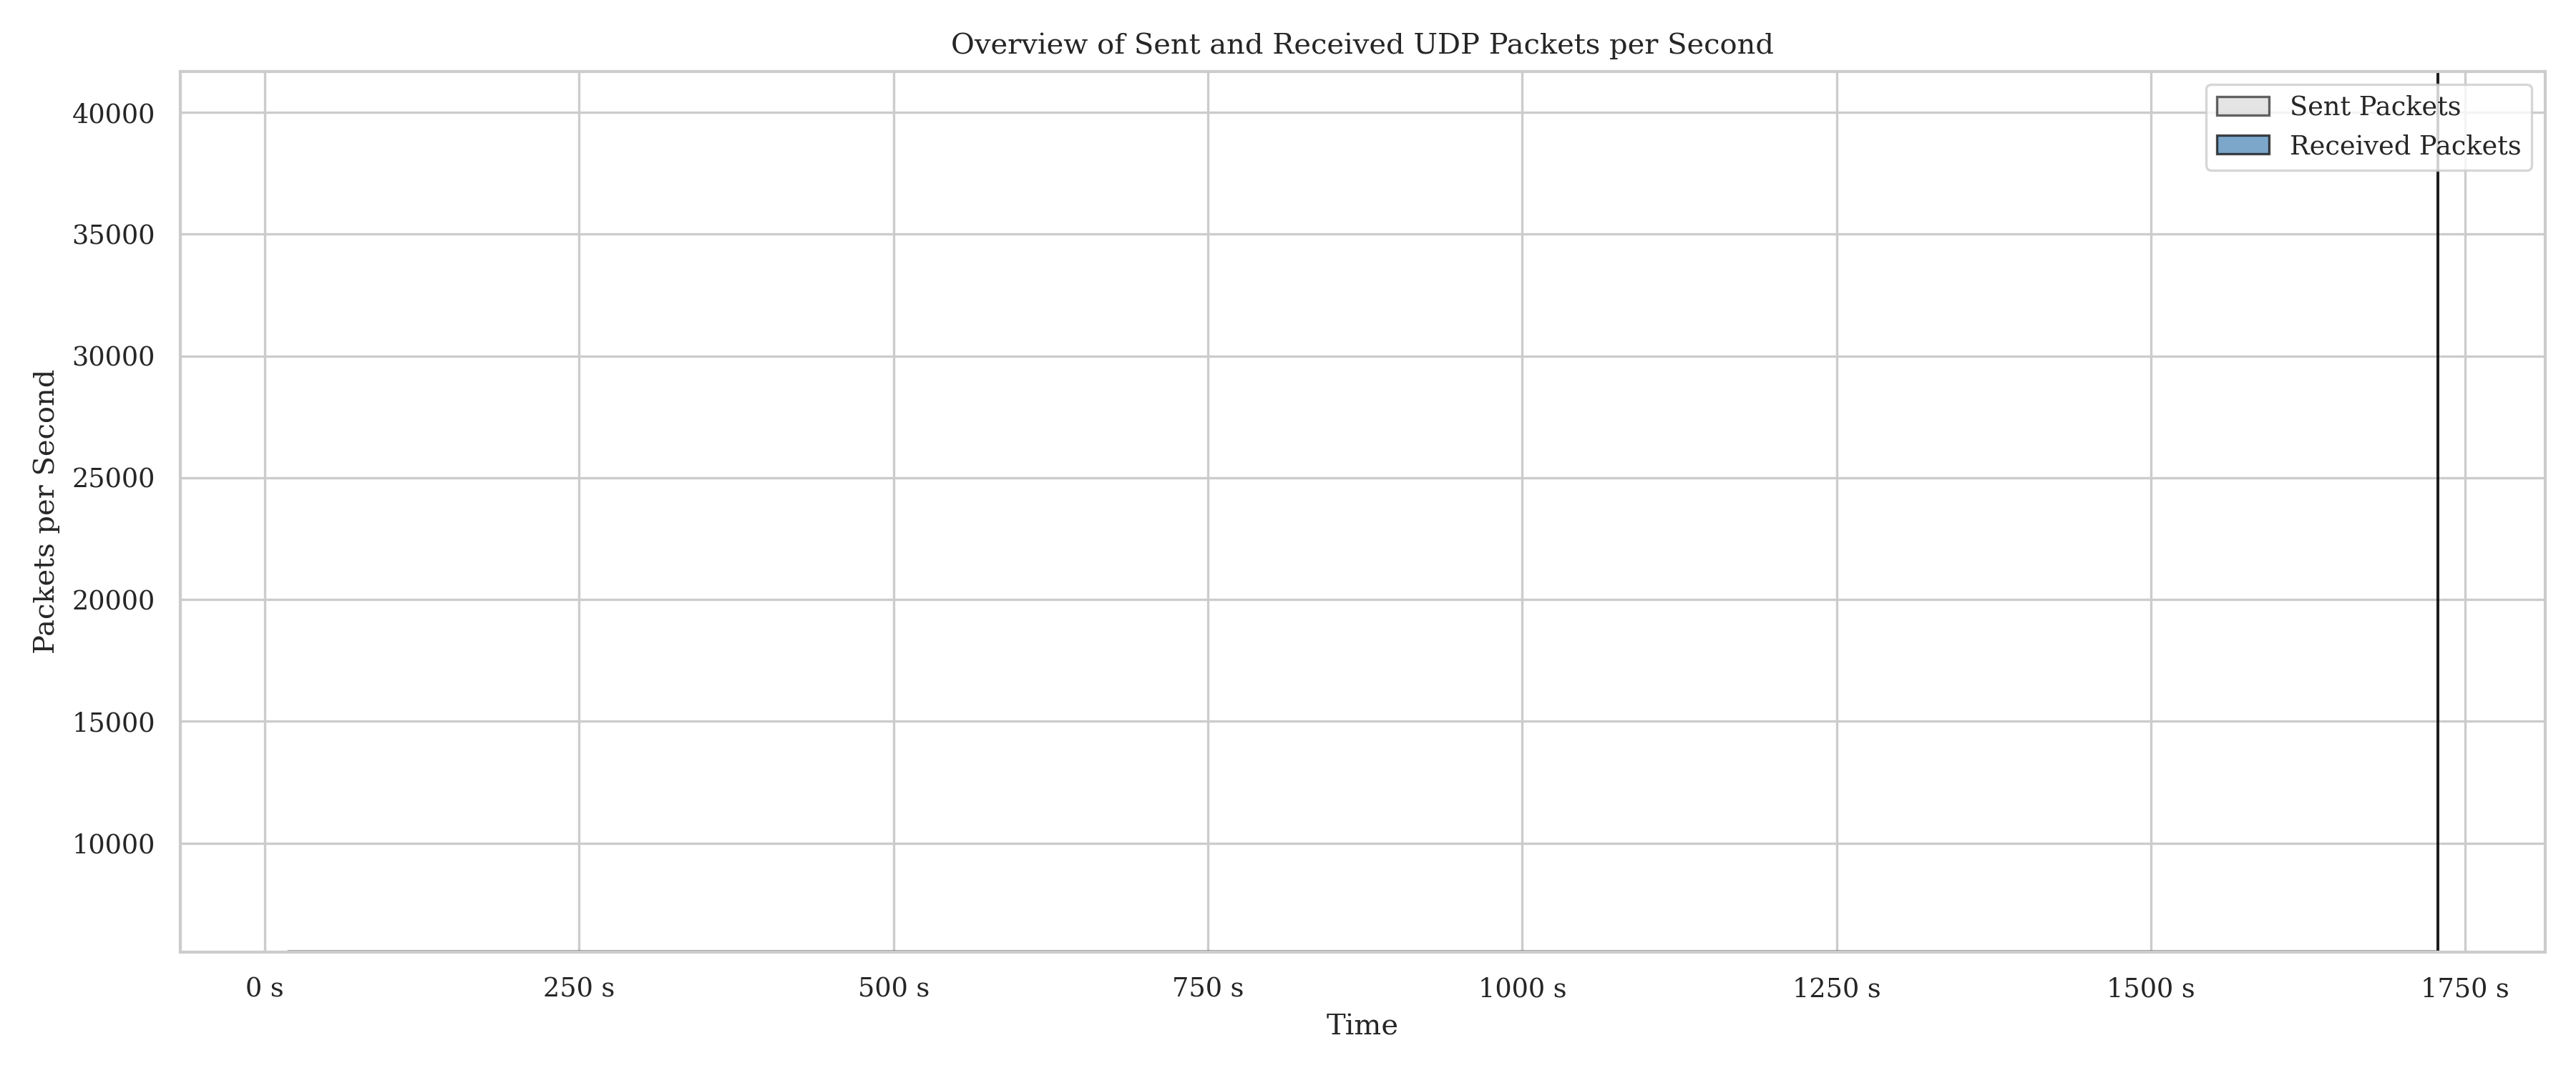 Overview of Sent and Received UDP Packets per Second
Sent Packets
Received Packets
Packets per Second
40000
35000
30000
25000
20000
15000
10000
0 s
250 s
500 s
750 s
1000 s
1250 s
1500 s
1750 s
Time